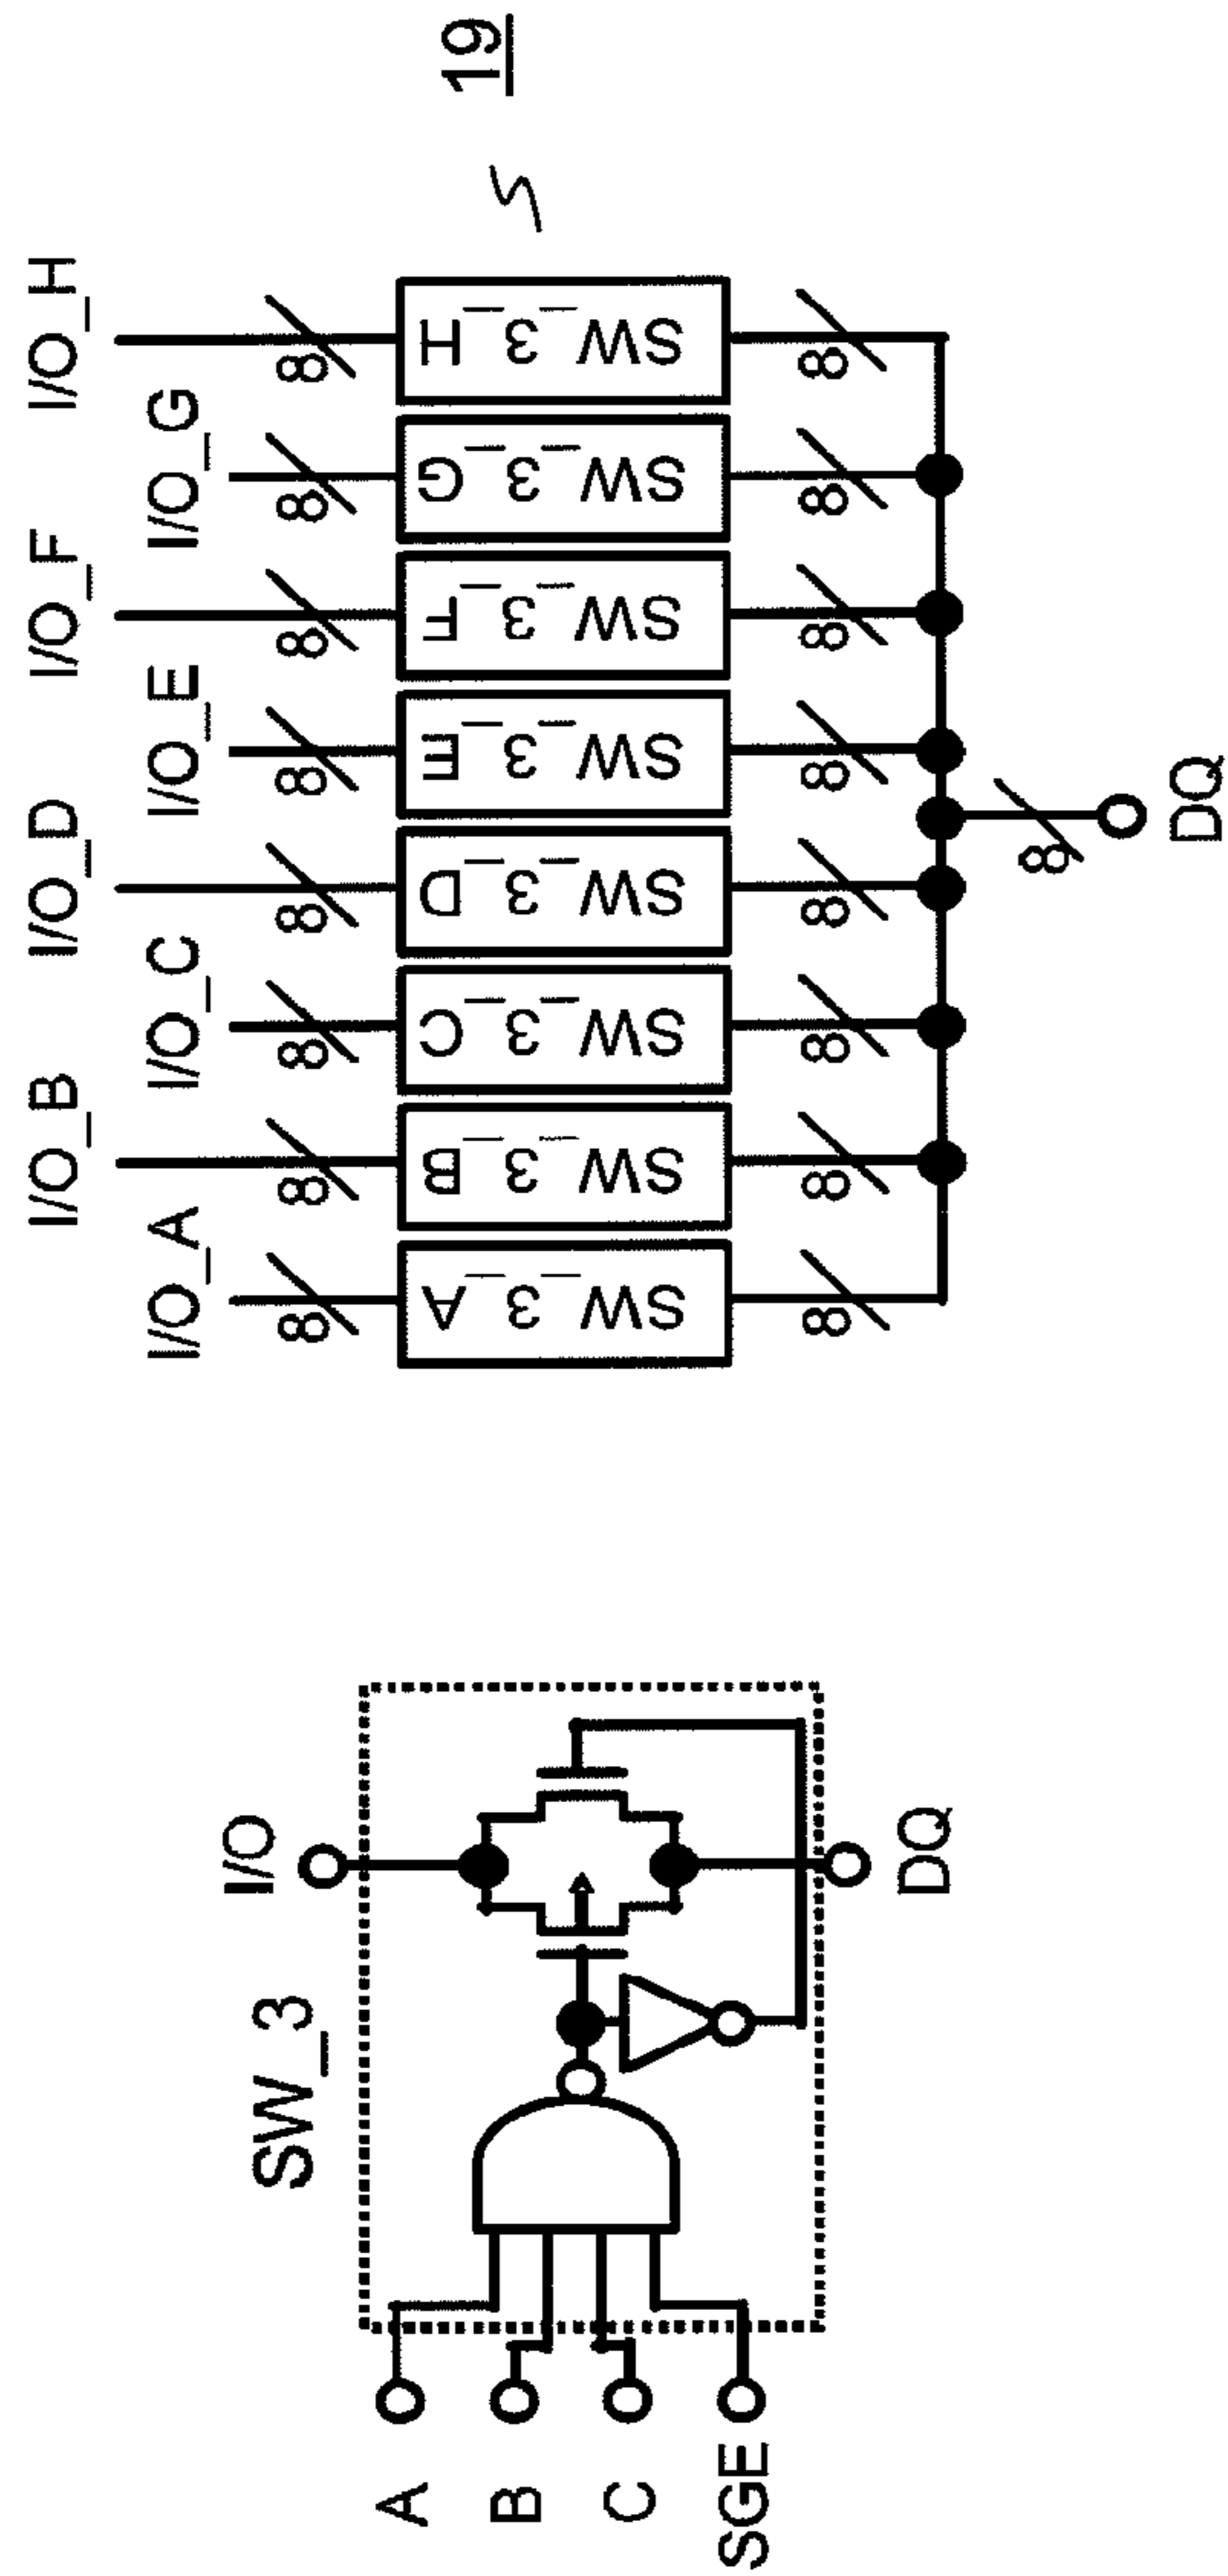 19
I/O_A
I/O_B
I/O_C
I/O_D
I/O_E
I/O_F
I/O_G
I/O_H
8
8
8
8
8
8
8
8
SW_3_A
SW_3_B
SW_3_C
SW_3_D
SW_3_E
SW_3_F
SW_3_G
SW_3_H
8
8
8
8
8
8
8
8
8
DQ
SW_3
I/O
A
B
C
SGE
DQ